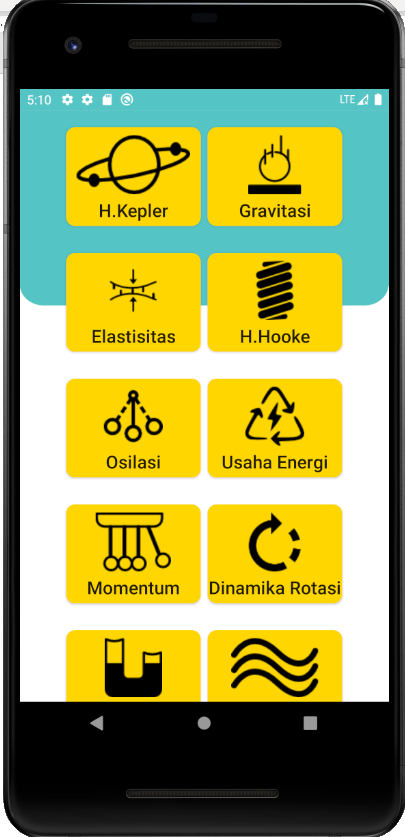 5:10 LTE
H.Kepler Gravitasi
Elastisitas H.Hooke
Osilasi Usaha Energi
Momentum Dinamika Rotasi